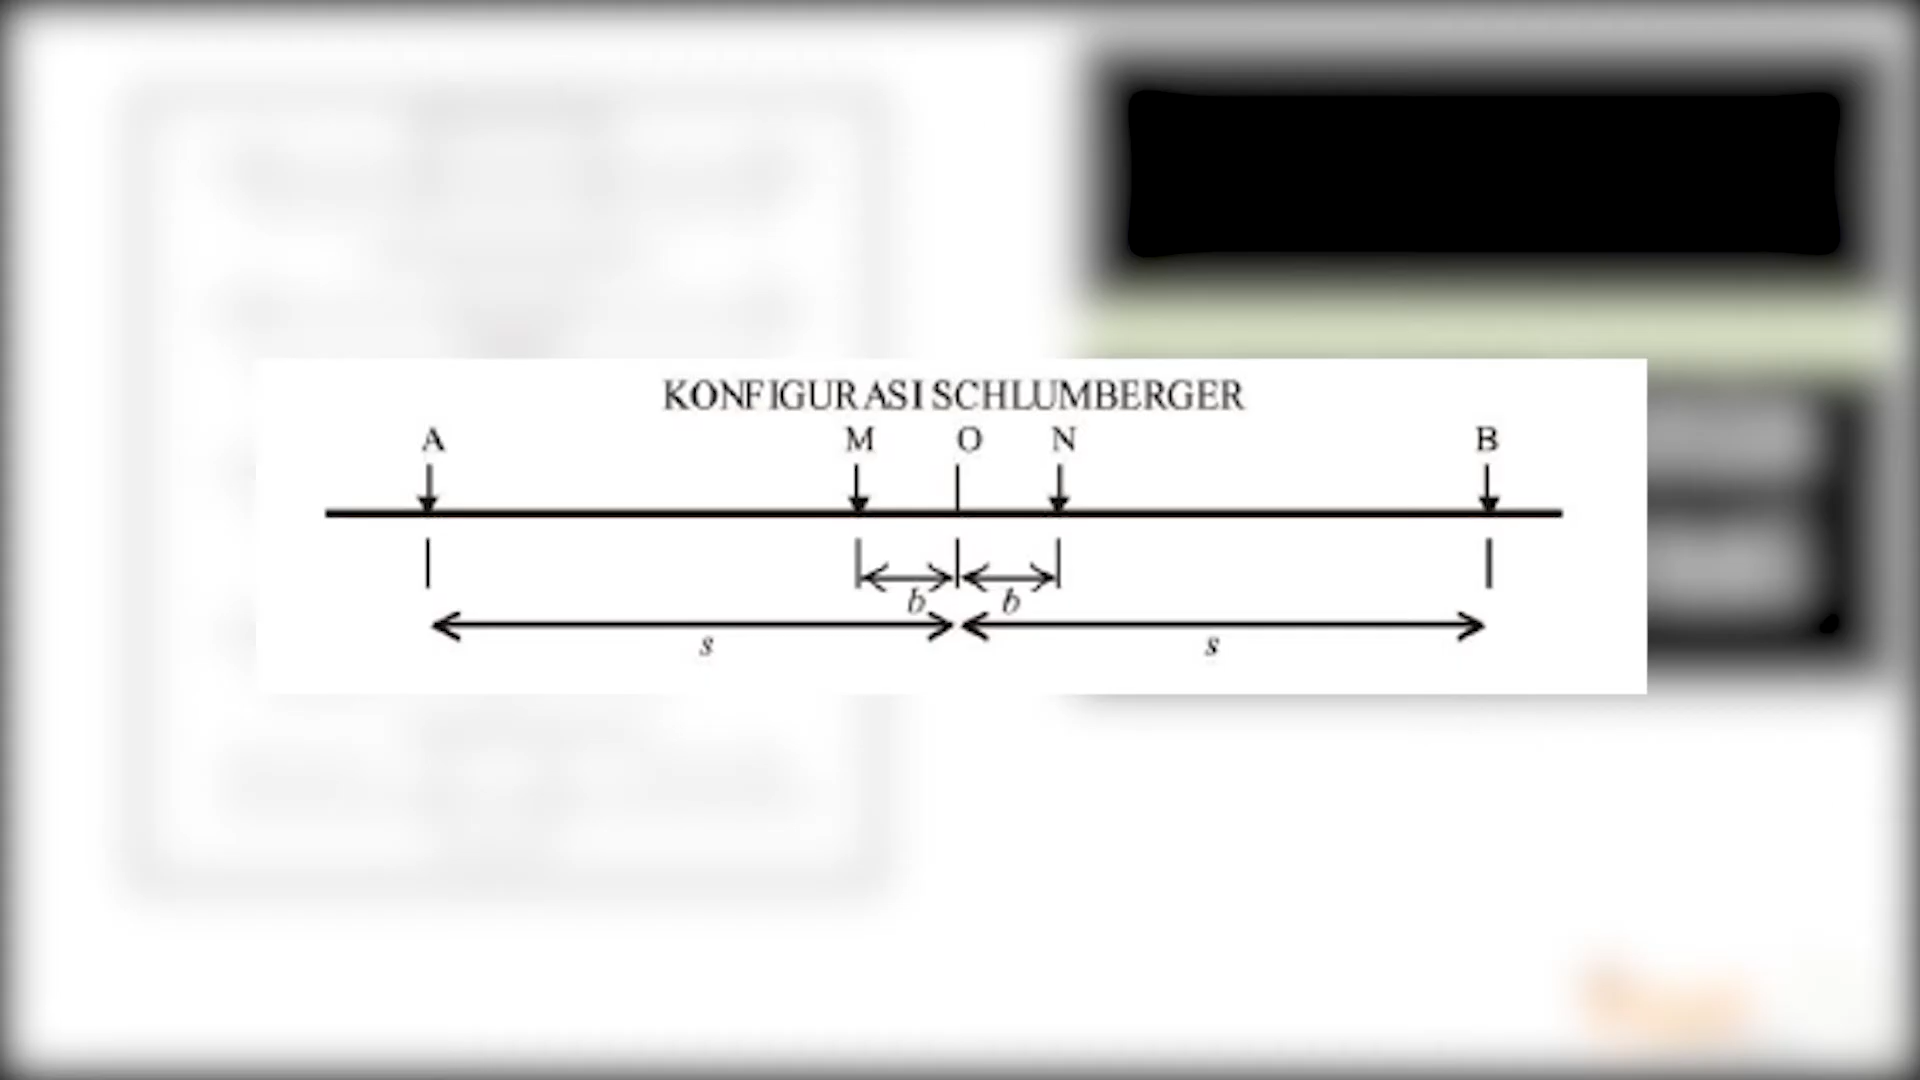 KONFIGURASI SCHLUMBERGER
A M O N B
b b
s s